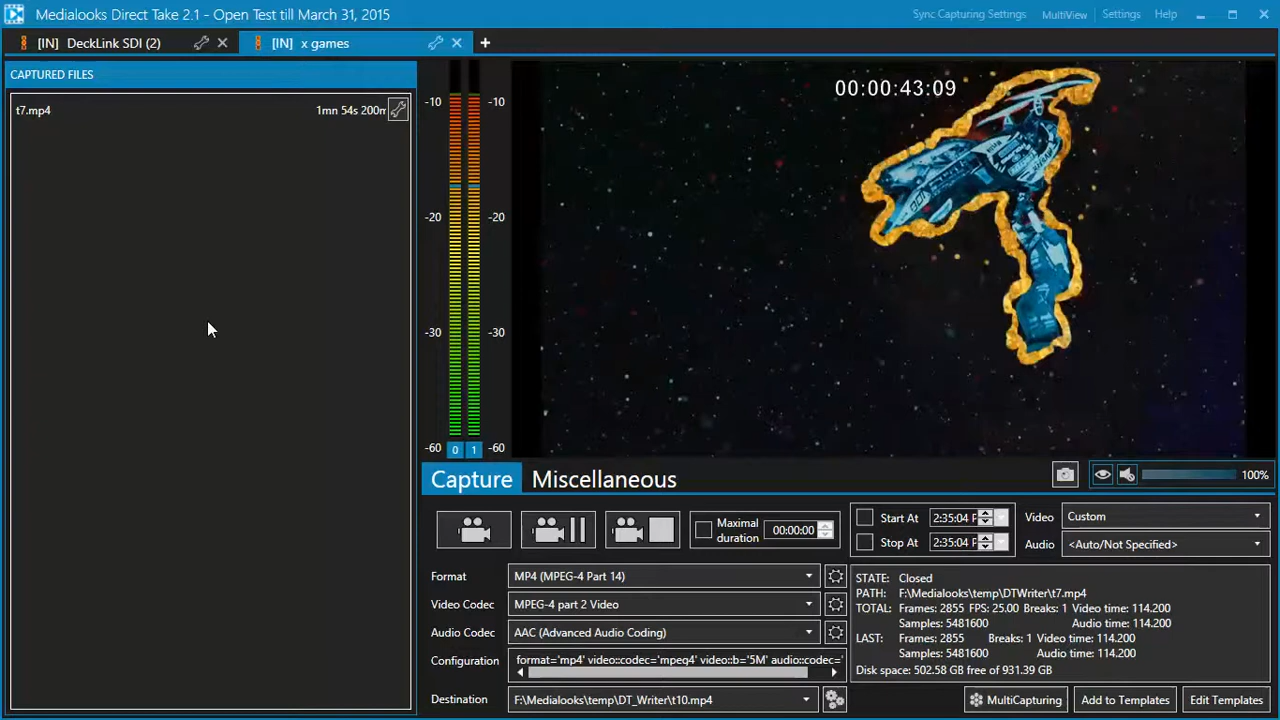 Medialooks Direct Take 2.1 - Open Test till March 31, 2015
Sync Capturing Settings MultiView Settings Help
[IN] DeckLink SDI (2) [IN] x games
CAPTURED FILES
t7.mp4 1mn 54s 200m
00:00:43:09
-10 -10
-20 -20
-30 -30
-60 0 1 -60
Capture Miscellaneous 100%
Maximal duration 00:00:00
Start At 2:35:04 P
Stop At 2:35:04 P
Video Custom
Audio <Auto/Not Specified>
Format MP4 (MPEG-4 Part 14)
Video Codec MPEG-4 part 2 Video
Audio Codec AAC (Advanced Audio Coding)
Configuration format='mp4' video::codec='mpeg4' video::b='5M' audio::codec='
Destination F:\Medialooks\temp\DT_Writer\t10.mp4
STATE: Closed
PATH: F:\Medialooks\temp\DTWriter\t7.mp4
TOTAL: Frames: 2855 FPS: 25.00 Breaks: 1 Video time: 114.200
Samples: 5481600 Audio time: 114.200
LAST: Frames: 2855 Breaks: 1 Video time: 114.200
Samples: 5481600 Audio time: 114.200
Disk space: 502.58 GB free of 931.39 GB
MultiCapturing Add to Templates Edit Templates